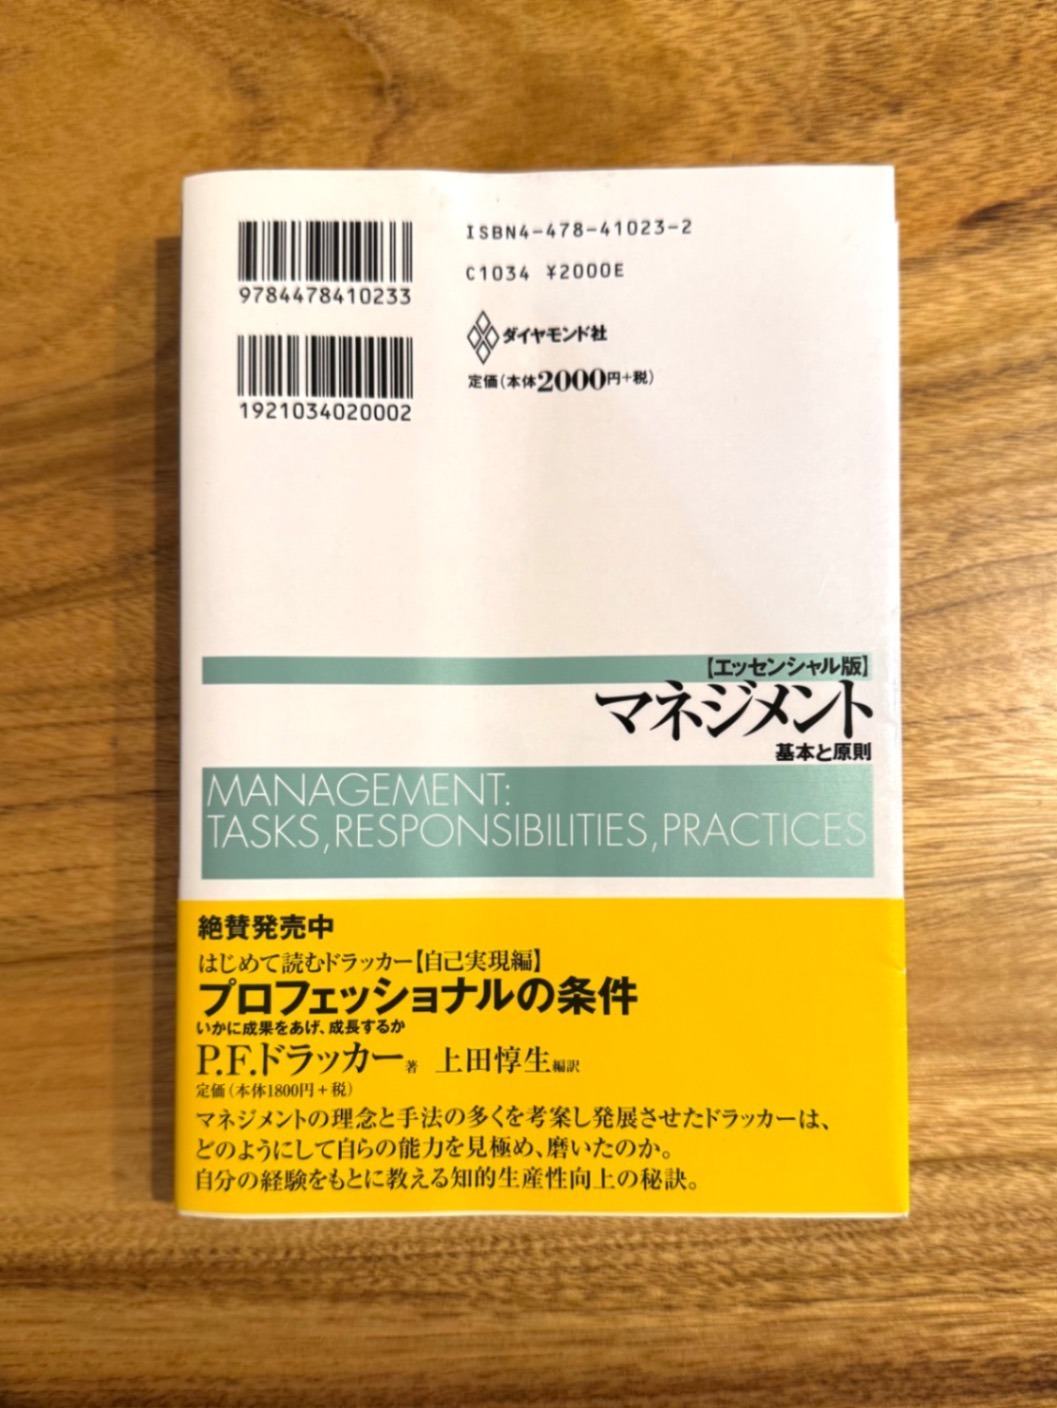 9784478410233
1921034020002
ISBN4-478-41023-2
C1034 ¥2000E
ダイヤモンド社
定価(本体2000円+税)
【エッセンシャル版】
マネジメント
基本と原則
MANAGEMENT:
TASKS,RESPONSIBILITIES,PRACTICES
絶賛発売中
はじめて読むドラッカー【自己実現編】
プロフェッショナルの条件
いかに成果をあげ、成長するか
P.F.ドラッカー著 上田惇生編訳
定価(本体1800円+税)
マネジメントの理念と手法の多くを考案し発展させたドラッカーは、
どのようにして自らの能力を見極め、磨いたのか。
自分の経験をもとに教える知的生産性向上の秘訣。